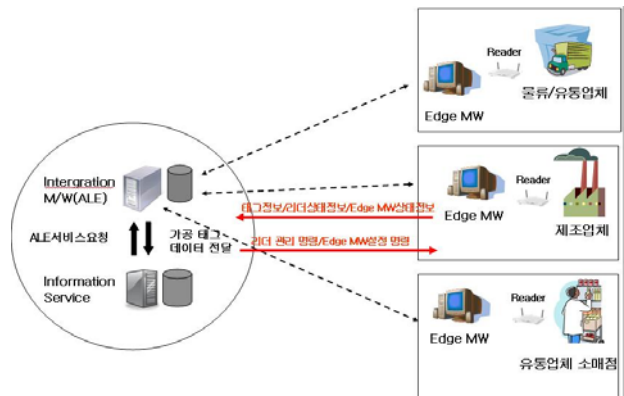 Intergration
M/W(ALE)
ALE서비스요청
가공 태그
데이터 전달
Information
Service
태그정보/리더상태정보/Edge MW상태정보
리더 관리 명령/Edge MW설정 명령
Reader
Edge MW
물류/유통업체
Reader
Edge MW
제조업체
Reader
Edge MW
유통업체 소매점